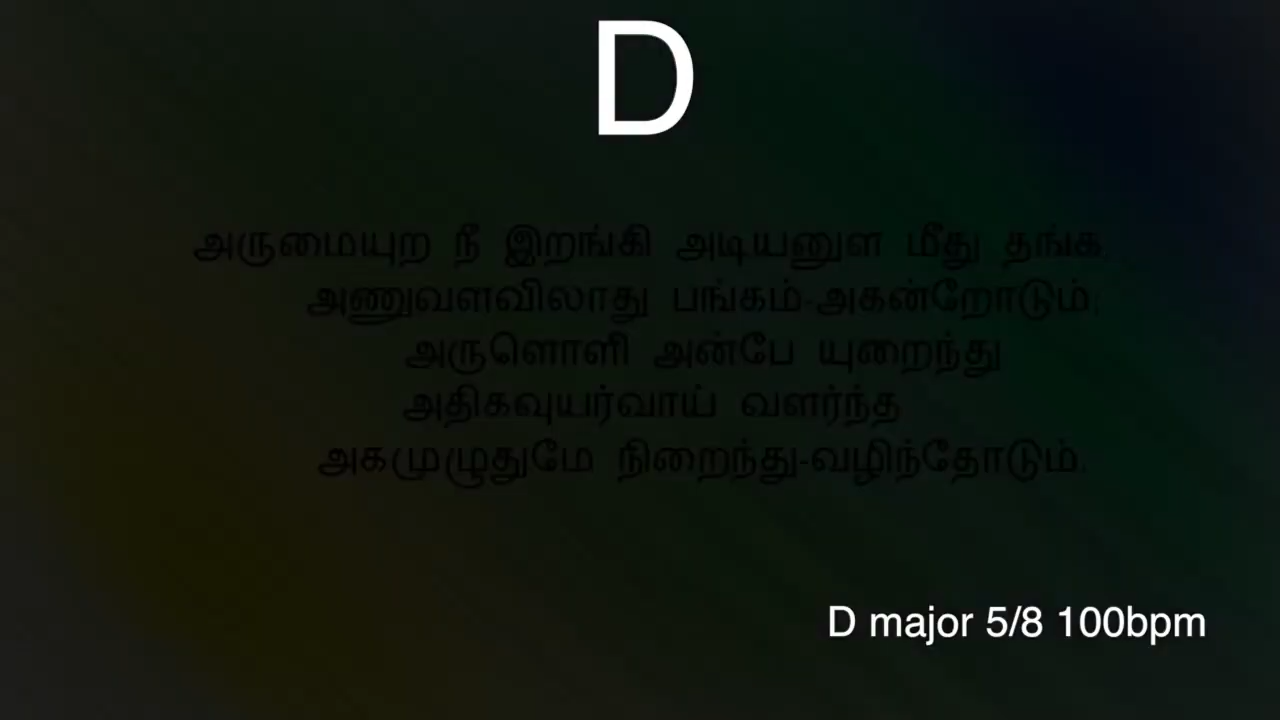 D
அருமையுற நீ இறங்கி அடியனுள மீது தங்க,
அணுவளவிலாது பங்கம்-அகன்றோடும்;
அருளொளி அன்பே யுறைந்து
அதிகவுயர்வாய் வளர்ந்த
அகமுழுதுமே நிறைந்து-வழிந்தோடும்.
D major 5/8 100bpm